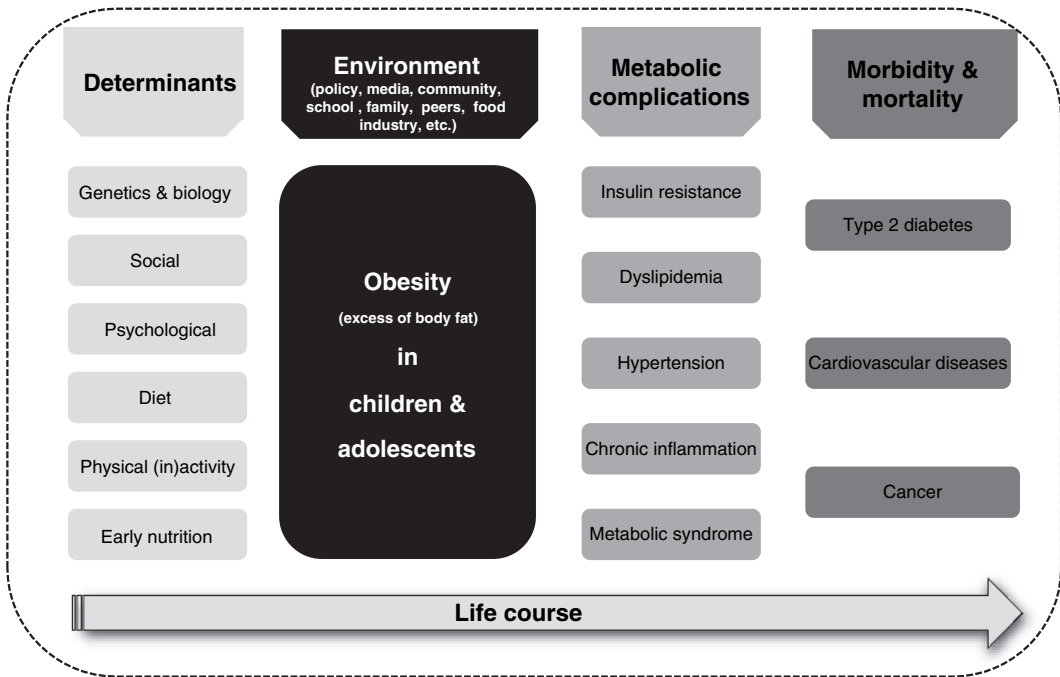 Determinants
Environment
(policy, media, community,
school , family, peers, food
industry, etc.)
Metabolic
complications
Morbidity &
mortality
Genetics & biology
Social
Psychological
Diet
Physical (in)activity
Early nutrition
Obesity
(excess of body fat)
in
children &
adolescents
Insulin resistance
Dyslipidemia
Hypertension
Chronic inflammation
Metabolic syndrome
Type 2 diabetes
Cardiovascular diseases
Cancer
Life course